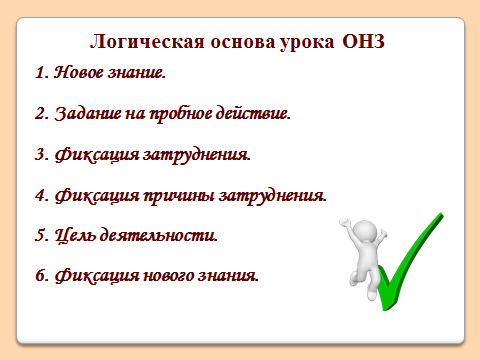 Логическая основа урока ОНЗ
1. Новое знание.
2. Задание на пробное действие.
3. Фиксация затруднения.
4. Фиксация причины затруднения.
5. Цель деятельности.
6. Фиксация нового знания.